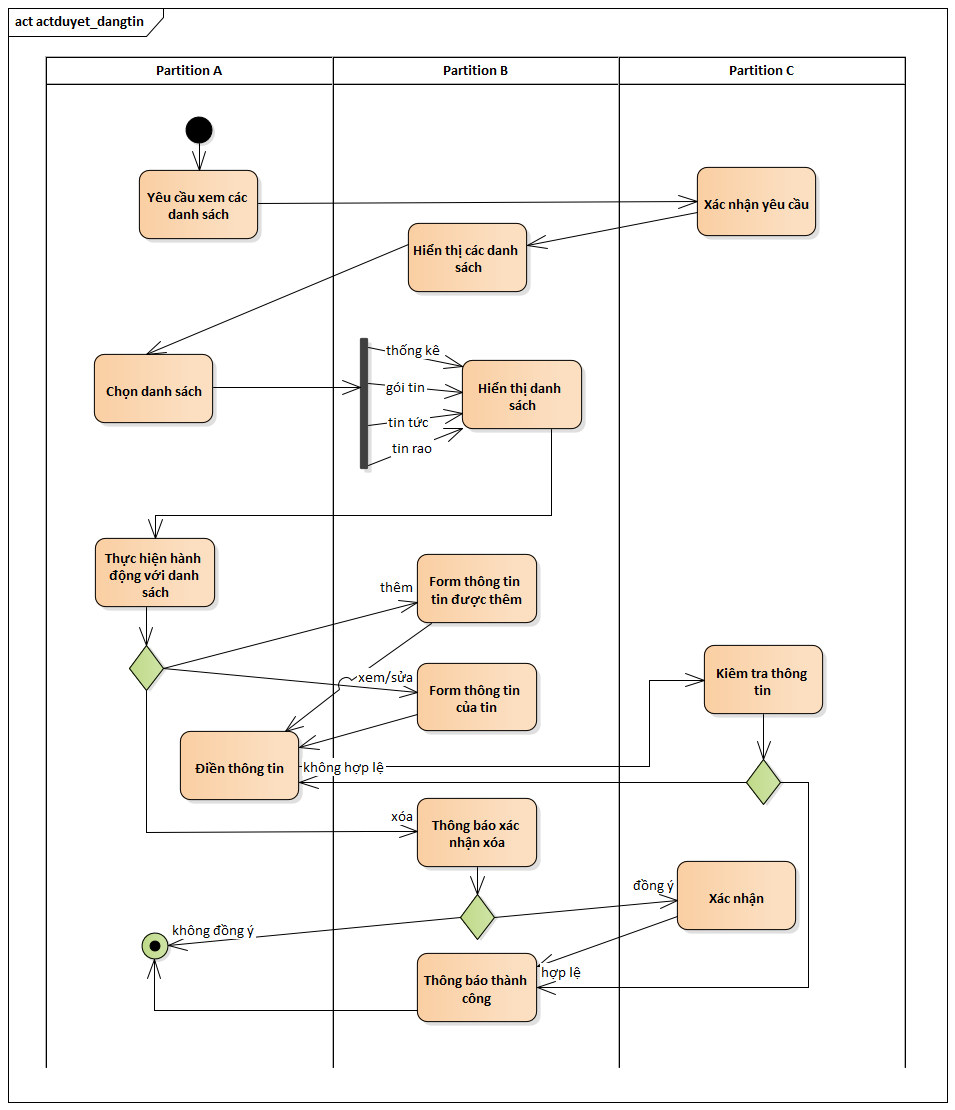 act actduyet_dangtin
Partition A
Partition B
Partition C
Yêu cầu xem các
danh sách
Xác nhận yêu cầu
Hiển thị các danh
sách
Chọn danh sách
thống kê
gói tin
tin tức
tin rao
Hiển thị danh
sách
Thực hiện hành
động với danh
sách
thêm
Form thông tin
tin được thêm
xem/sửa
Form thông tin
của tin
Kiêm tra thông
tin
Điền thông tin
không hợp lệ
xóa
Thông báo xác
nhận xóa
đồng ý
Xác nhận
không đồng ý
hợp lệ
Thông báo thành
công